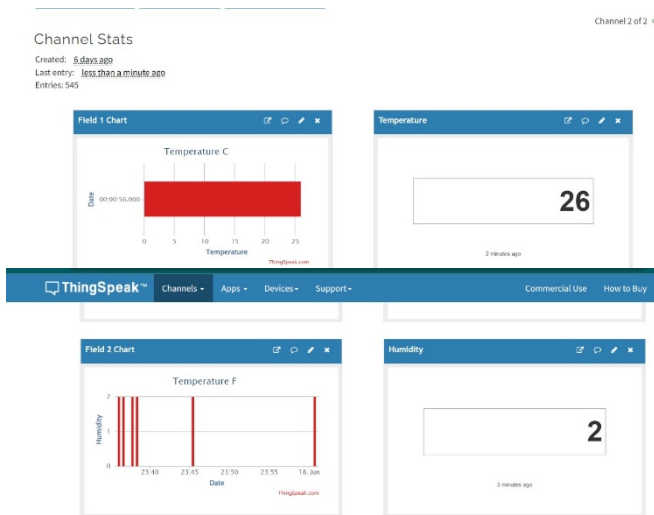 Channel 2 of 2
Channel Stats
Created: 6 days ago
Last entry: less than a minute ago
Entries: 545
Field 1 Chart
Temperature C
Date
00:00:56.000
0 5 10 15 20 25
Temperature
ThingSpeak.com
Temperature
26
2 minutes ago
ThingSpeak™ Channels Apps Devices Support Commercial Use How to Buy
Field 2 Chart
Temperature F
Humidity
2
1
0
23:40 23:45 23:50 23:55 18. Jun
Date
ThingSpeak.com
Humidity
2
3 minutes ago